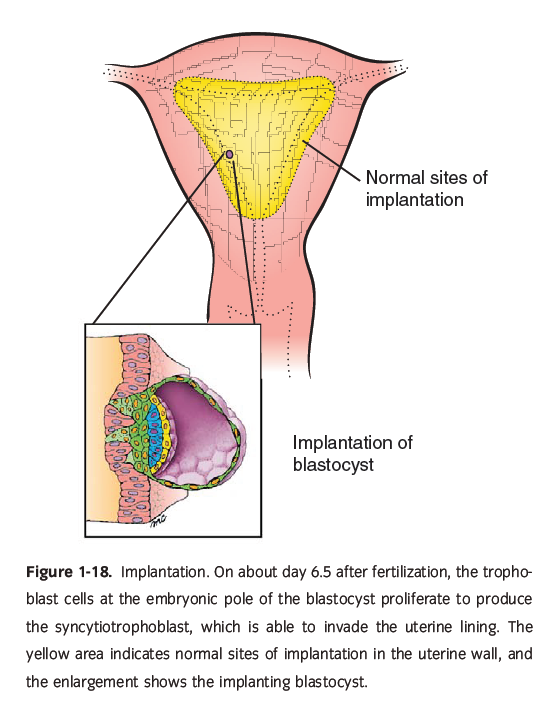 Normal sites of
implantation
Implantation of
blastocyst
mc
Figure 1-18. Implantation. On about day 6.5 after fertilization, the tropho-
blast cells at the embryonic pole of the blastocyst proliferate to produce
the syncytiotrophoblast, which is able to invade the uterine lining. The
yellow area indicates normal sites of implantation in the uterine wall, and
the enlargement shows the implanting blastocyst.